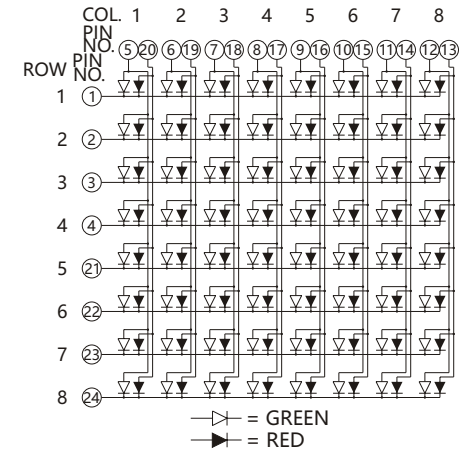 COL. 1 2 3 4 5 6 7 8
PIN
NO. 5 20 6 19 7 18 8 17 9 16 10 15 11 14 12 13
ROW PIN
NO.
1 1
2 2
3 3
4 4
5 21
6 22
7 23
8 24
= GREEN
= RED